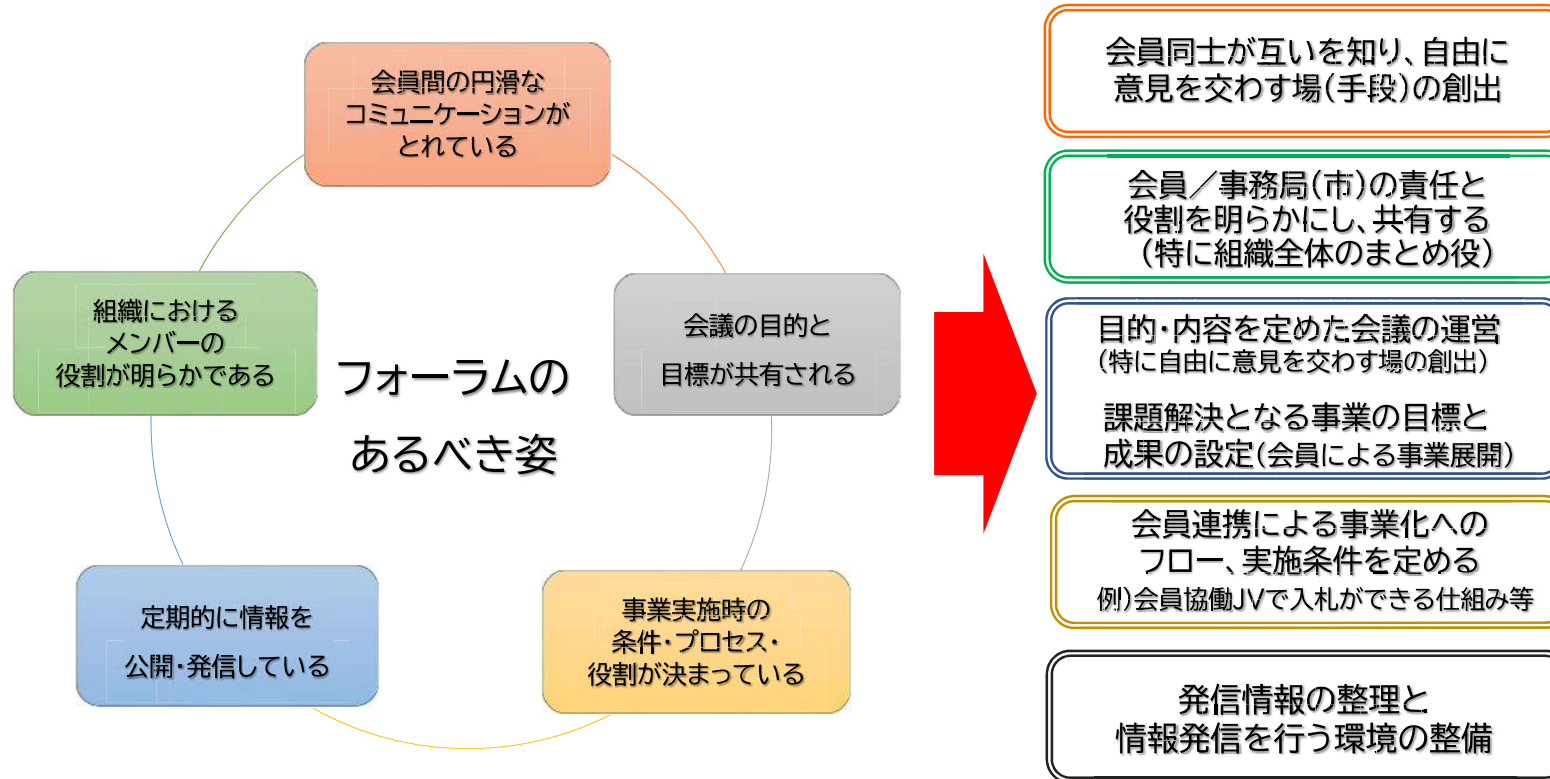 会員間の円滑な
コミュニケーションが
とれている
組織における
メンバーの
役割が明らかである
会議の目的と
目標が共有される
フォーラムの
あるべき姿
定期的に情報を
公開・発信している
事業実施時の
条件・プロセス・
役割が決まっている
会員同士が互いを知り、自由に
意見を交わす場(手段)の創出
会員／事務局(市)の責任と
役割を明らかにし、共有する
(特に組織全体のまとめ役)
目的・内容を定めた会議の運営
(特に自由に意見を交わす場の創出)
課題解決となる事業の目標と
成果の設定(会員による事業展開)
会員連携による事業化への
フロー、実施条件を定める
例)会員協働JVで入札ができる仕組み等
発信情報の整理と
情報発信を行う環境の整備